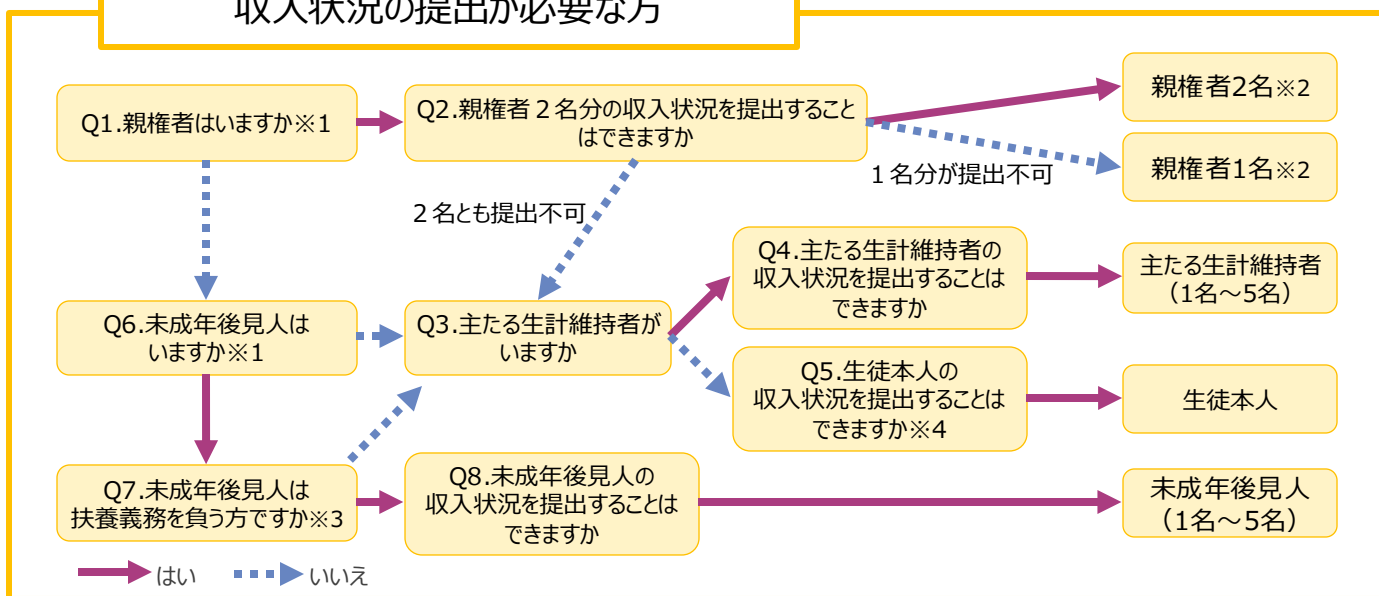 収入状況の提出が必要な方
Q1.親権者はいますか※1
Q2.親権者２名分の収入状況を提出すること
はできますか
親権者2名※2
親権者1名※2
１名分が提出不可
２名とも提出不可
Q6.未成年後見人は
いますか※1
Q3.主たる生計維持者が
いますか
Q4.主たる生計維持者の
収入状況を提出することは
できますか
主たる生計維持者
（1名～5名）
Q5.生徒本人の
収入状況を提出することは
できますか※4
生徒本人
Q7.未成年後見人は
扶養義務を負う方ですか※3
Q8.未成年後見人の
収入状況を提出することは
できますか
未成年後見人
（1名～5名）
はい
いいえ